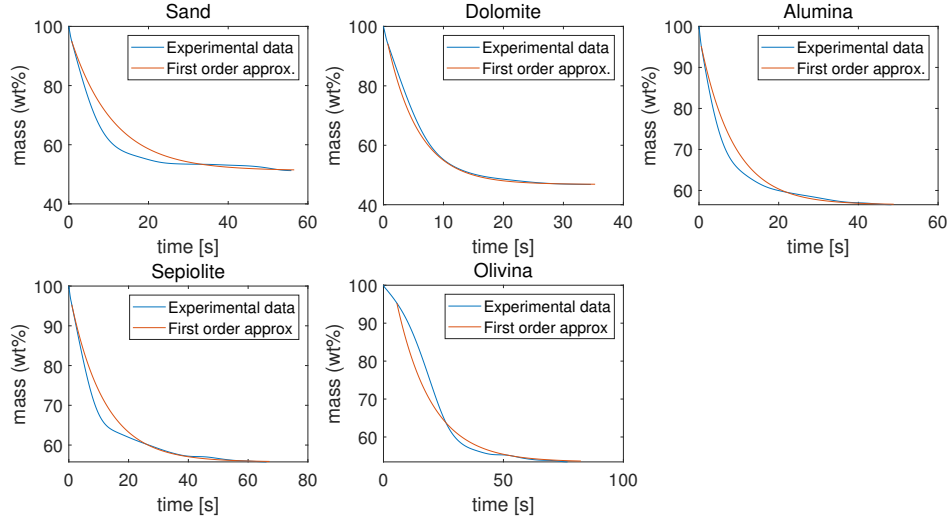 Sand
100
80
60
40
0
20
40
60
mass (wt%)
time [s]
Experimental data
First order approx.
Dolomite
100
80
60
40
0
10
20
30
40
mass (wt%)
time [s]
Experimental data
First order approx.
Alumina
100
90
80
70
60
0
20
40
60
mass (wt%)
time [s]
Experimental data
First order approx.
Sepiolite
100
90
80
70
60
0
20
40
60
80
mass (wt%)
time [s]
Experimental data
First order approx
Olivina
100
90
80
70
60
0
50
100
mass (wt%)
time [s]
Experimental data
First order approx